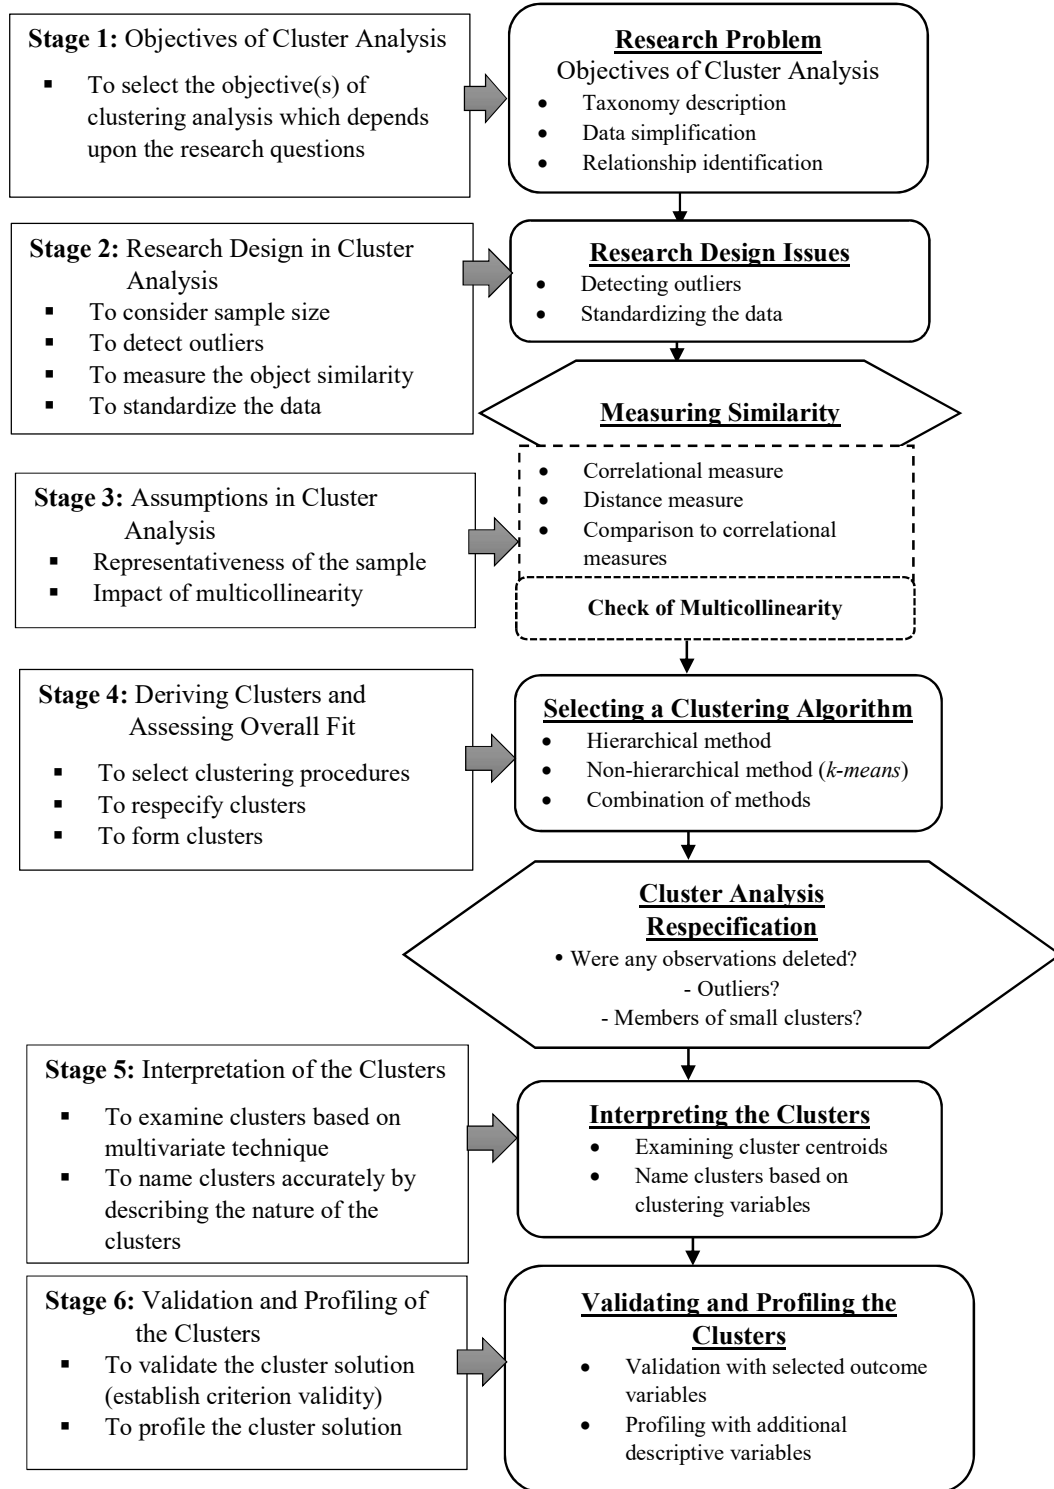 Stage 1: Objectives of Cluster Analysis
▪ To select the objective(s) of
clustering analysis which depends
upon the research questions
Research Problem
Objectives of Cluster Analysis
• Taxonomy description
• Data simplification
• Relationship identification
Stage 2: Research Design in Cluster
Analysis
▪ To consider sample size
▪ To detect outliers
▪ To measure the object similarity
▪ To standardize the data
Research Design Issues
• Detecting outliers
• Standardizing the data
Measuring Similarity
• Correlational measure
• Distance measure
• Comparison to correlational
measures
Stage 3: Assumptions in Cluster
Analysis
▪ Representativeness of the sample
▪ Impact of multicollinearity
Check of Multicollinearity
Stage 4: Deriving Clusters and
Assessing Overall Fit
▪ To select clustering procedures
▪ To respecify clusters
▪ To form clusters
Selecting a Clustering Algorithm
• Hierarchical method
• Non-hierarchical method (k-means)
• Combination of methods
Cluster Analysis
Respecification
• Were any observations deleted?
- Outliers?
- Members of small clusters?
Stage 5: Interpretation of the Clusters
▪ To examine clusters based on
multivariate technique
▪ To name clusters accurately by
describing the nature of the
clusters
Interpreting the Clusters
• Examining cluster centroids
• Name clusters based on
clustering variables
Stage 6: Validation and Profiling of
the Clusters
▪ To validate the cluster solution
(establish criterion validity)
▪ To profile the cluster solution
Validating and Profiling the
Clusters
• Validation with selected outcome
variables
• Profiling with additional
descriptive variables